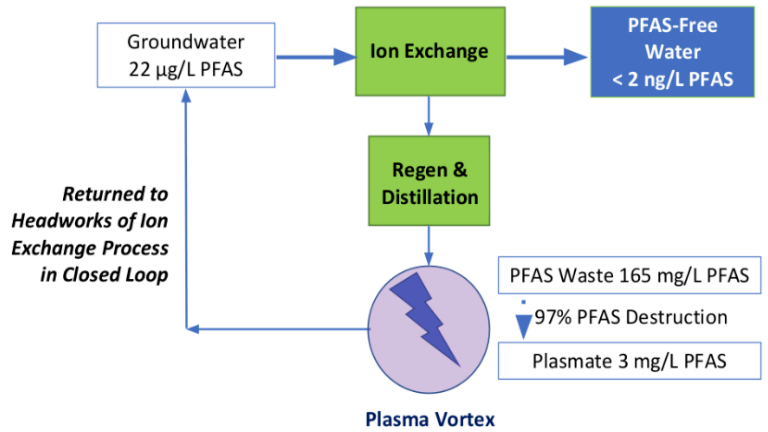 Groundwater
22 µg/L PFAS
Ion Exchange
PFAS-Free
Water
< 2 ng/L PFAS
Regen &
Distillation
Returned to
Headworks of Ion
Exchange Process
in Closed Loop
PFAS Waste 165 mg/L PFAS
97% PFAS Destruction
Plasmate 3 mg/L PFAS
Plasma Vortex